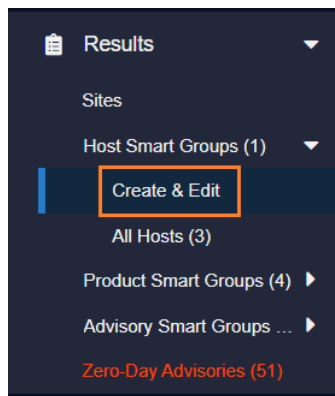 Results
Sites
Host Smart Groups (1)
Create & Edit
All Hosts (3)
Product Smart Groups (4)
Advisory Smart Groups ...
Zero-Day Advisories (51)